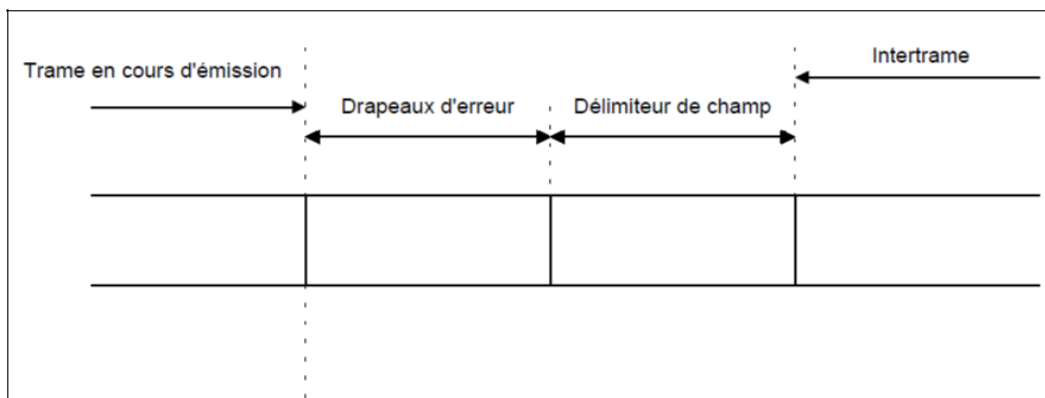 Intertrame
Trame en cours d'émission
Drapeaux d'erreur
Délimiteur de champ